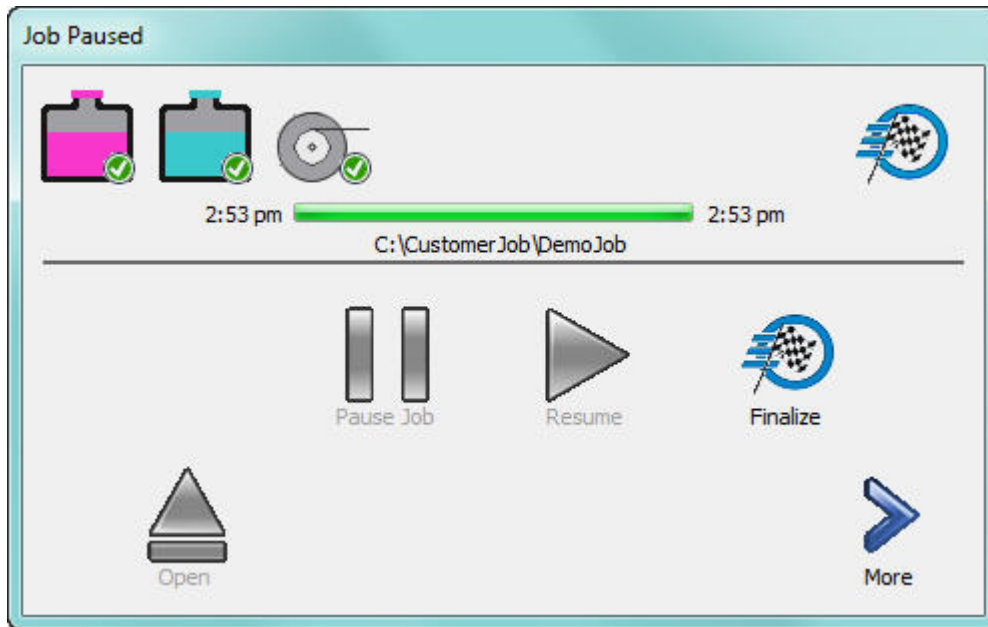 Job Paused
2:53 pm 2:53 pm
C:\CustomerJob\DemoJob
Pause Job Resume Finalize
Open More